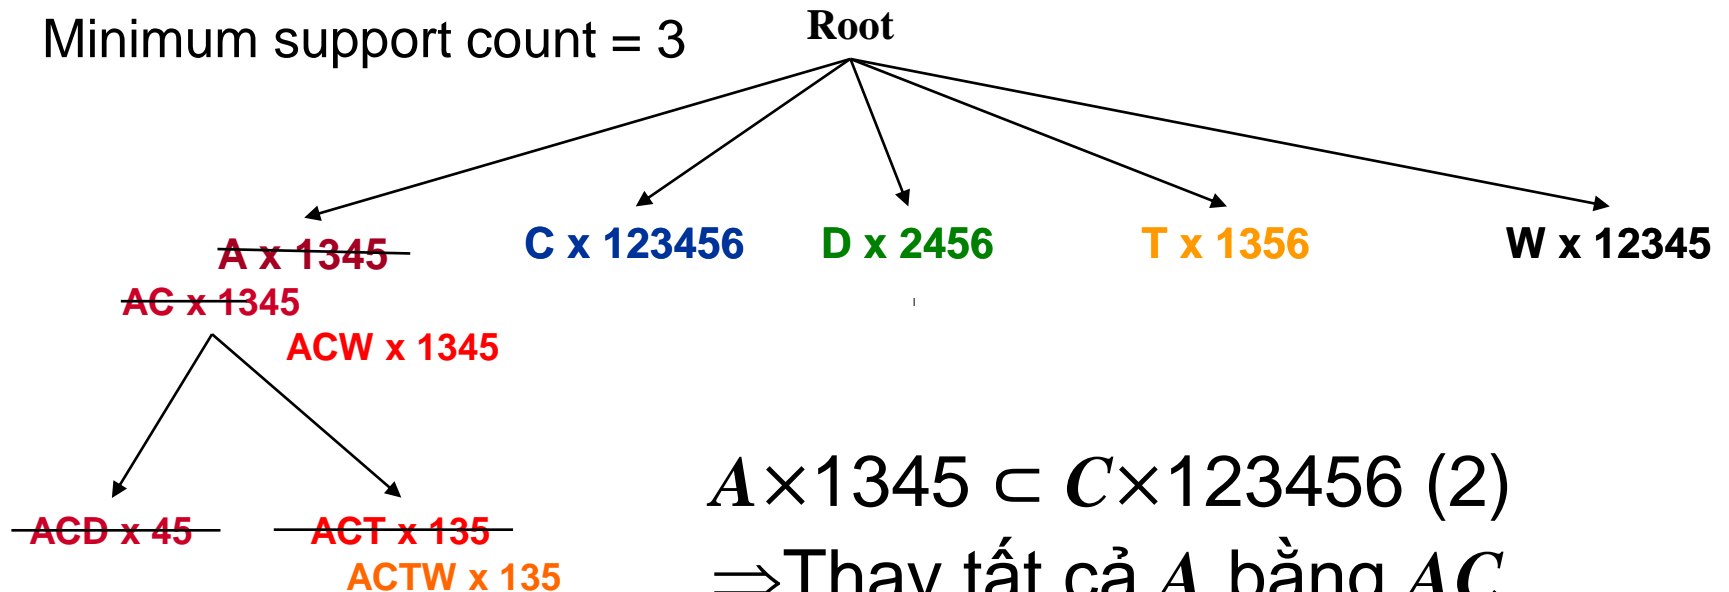 Minimum support count = 3
Root
A x 1345
C x 123456
D x 2456
T x 1356
W x 12345
AC x 1345
ACW x 1345
ACD x 45
ACT x 135
ACTW x 135
A×1345 ⊂ C×123456 (2)
⇒Thay tất cả A bằng AC